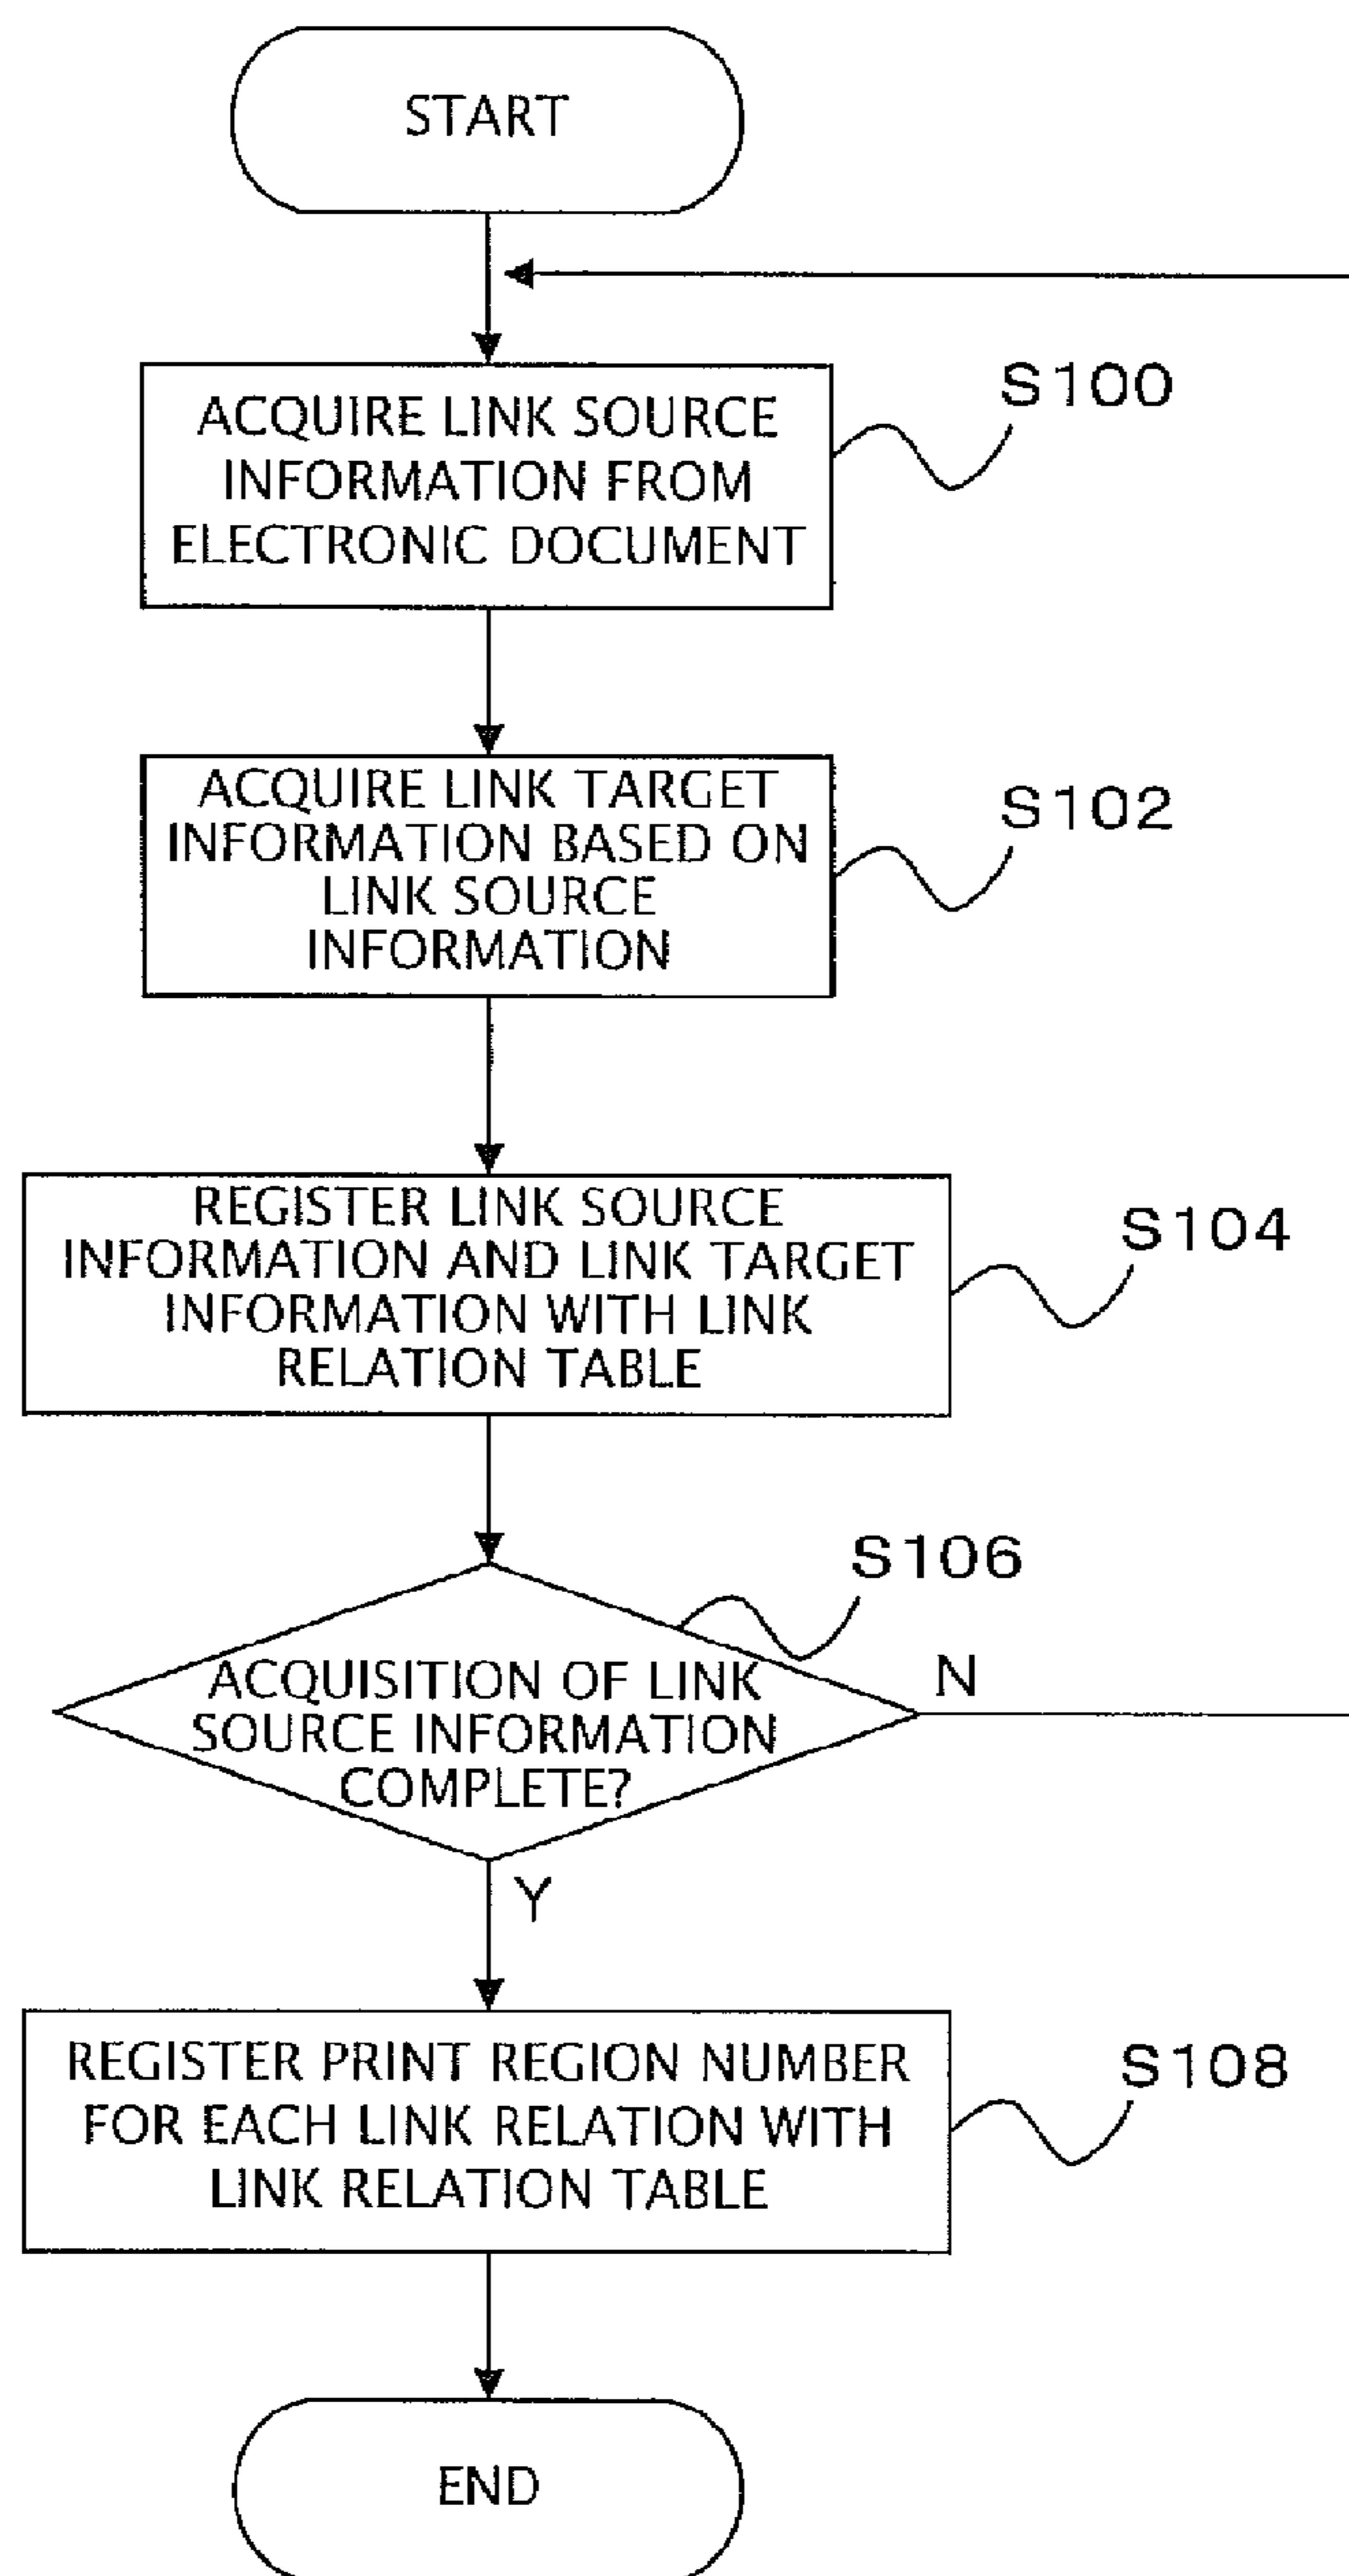 START
ACQUIRE LINK SOURCE
INFORMATION FROM
ELECTRONIC DOCUMENT
S100
ACQUIRE LINK TARGET
INFORMATION BASED ON
LINK SOURCE
INFORMATION
S102
REGISTER LINK SOURCE
INFORMATION AND LINK TARGET
INFORMATION WITH LINK
RELATION TABLE
S104
S106
ACQUISITION OF LINK
SOURCE INFORMATION
COMPLETE?
N
Y
REGISTER PRINT REGION NUMBER
FOR EACH LINK RELATION WITH
LINK RELATION TABLE
S108
END